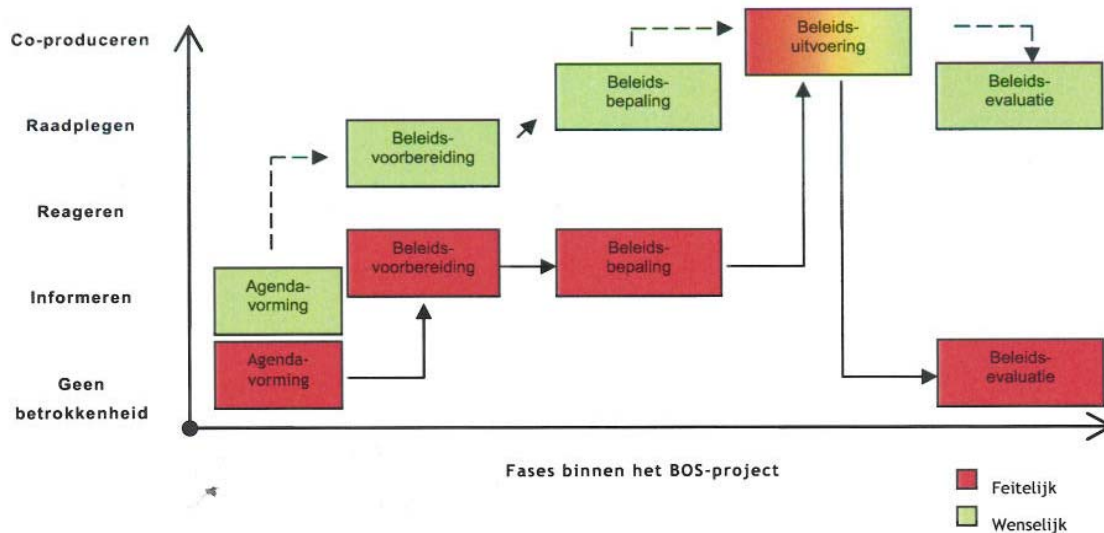 Co-produceren
Raadplegen
Reageren
Informeren
Geen
betrokkenheid
Beleids-
uitvoering
Beleids-
bepaling
Beleids-
evaluatie
Beleids-
voorbereiding
Beleids-
voorbereiding
Beleids-
bepaling
Agenda-
vorming
Agenda-
vorming
Beleids-
evaluatie
Fases binnen het BOS-project
Feitelijk
Wenselijk